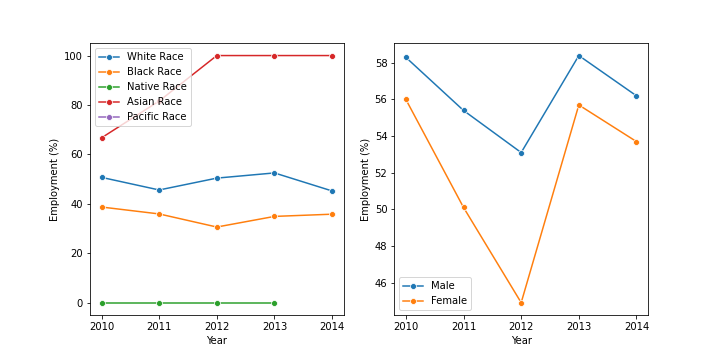 100
80
60
40
20
0
Employment (%)
White Race
Black Race
Native Race
Asian Race
Pacific Race
2010 2011 2012 2013 2014
Year
58
56
54
52
50
48
46
Employment (%)
Male
Female
2010 2011 2012 2013 2014
Year